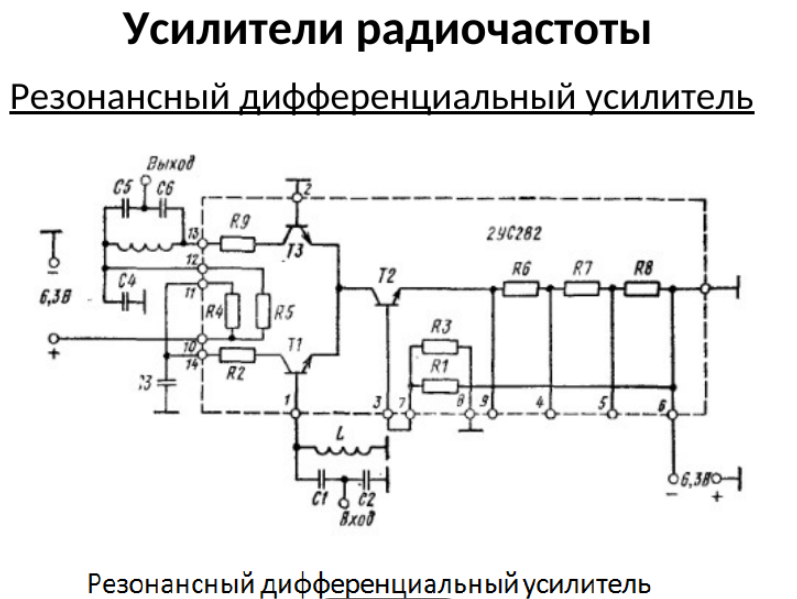 Усилители радиочастоты
Резонансный дифференциальный усилитель
Выход
C5 C6
2
R9
13
T3
2УС282
12
C4
11
T2
R6 R7 R8
6,3В
−
R4 R5
R3
+
10
T1
14
R2
R1
C3
1
3 7 8 9 4 5 6
L
C1 C2
Вход
6,3В
− +
Резонансный дифференциальный усилитель